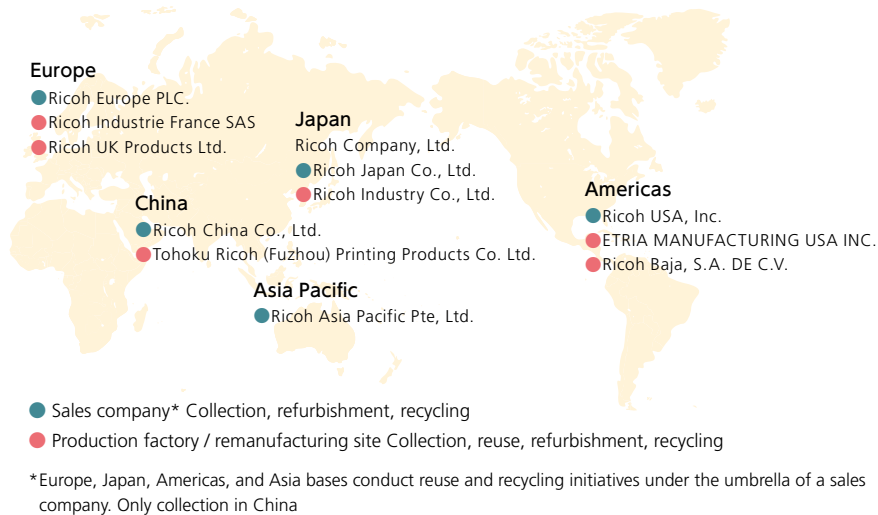 Europe
Ricoh Europe PLC.
Ricoh Industrie France SAS
Ricoh UK Products Ltd.
Japan
Ricoh Company, Ltd.
Ricoh Japan Co., Ltd.
Ricoh Industry Co., Ltd.
China
Ricoh China Co., Ltd.
Tohoku Ricoh (Fuzhou) Printing Products Co. Ltd.
Americas
Ricoh USA, Inc.
ETRIA MANUFACTURING USA INC.
Ricoh Baja, S.A. DE C.V.
Asia Pacific
Ricoh Asia Pacific Pte, Ltd.
Sales company* Collection, refurbishment, recycling
Production factory / remanufacturing site Collection, reuse, refurbishment, recycling
*Europe, Japan, Americas, and Asia bases conduct reuse and recycling initiatives under the umbrella of a sales
company. Only collection in China